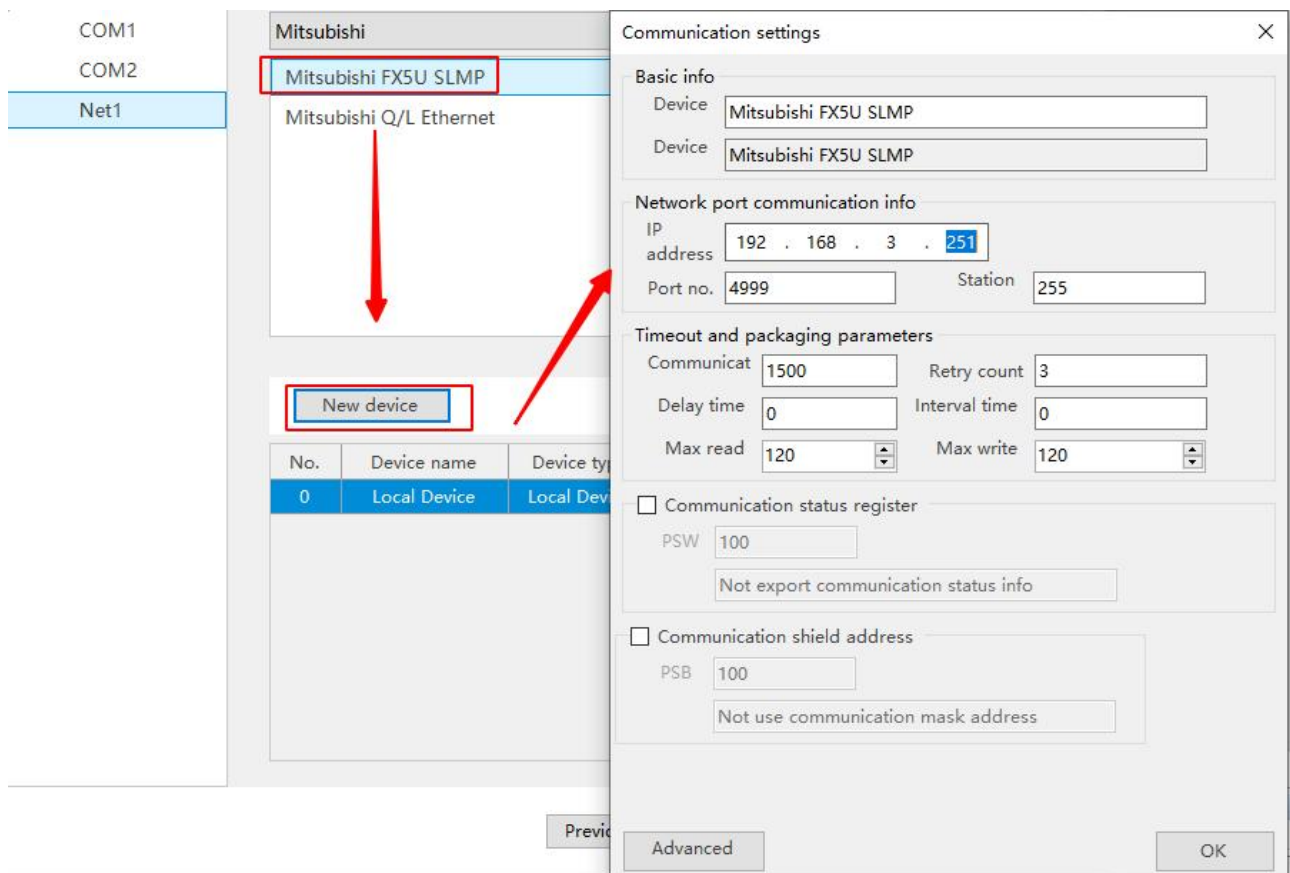 COM1
COM2
Net1
Mitsubishi
Mitsubishi FX5U SLMP
Mitsubishi Q/L Ethernet
New device
No. Device name Device typ
0 Local Device Local Devi
Previo
Communication settings
Basic info
Device Mitsubishi FX5U SLMP
Device Mitsubishi FX5U SLMP
Network port communication info
IP
address 192 . 168 . 3 . 251
Port no. 4999 Station 255
Timeout and packaging parameters
Communicat 1500 Retry count 3
Delay time 0 Interval time 0
Max read 120 Max write 120
Communication status register
PSW 100
Not export communication status info
Communication shield address
PSB 100
Not use communication mask address
Advanced OK